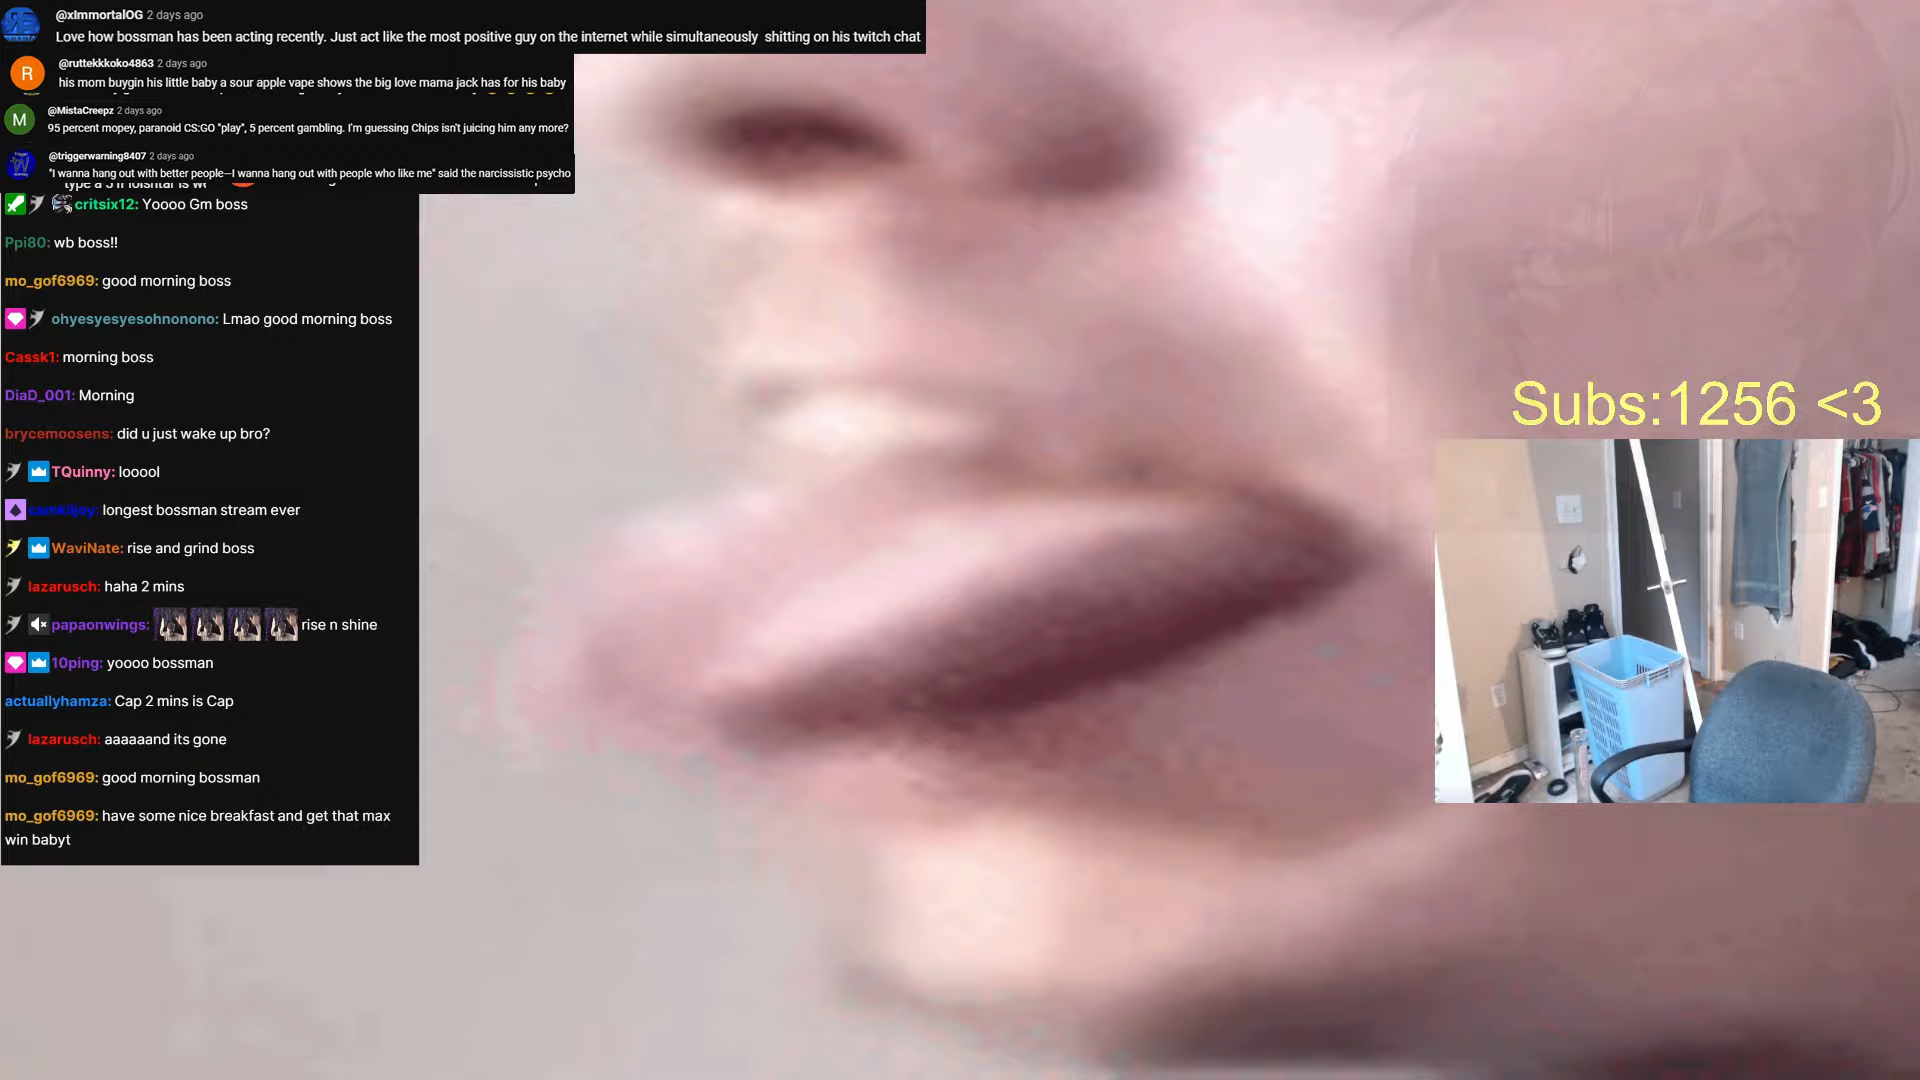 @xImmortalOG 2 days ago
Love how bossman has been acting recently. Just act like the most positive guy on the internet while simultaneously shitting on his twitch chat
R
@ruttekkkoko4863 2 days ago
his mom buygin his little baby a sour apple vape shows the big love mama jack has for his baby
M
@MistaCreepz 2 days ago
95 percent mopey, paranoid CS:GO "play", 5 percent gambling. I'm guessing Chips isn't juicing him any more?
@triggerwarning8407 2 days ago
"I wanna hang out with better people—I wanna hang out with people who like me" said the narcissistic psycho
critsix12: Yoooo Gm boss
Ppi80: wb boss!!
mo_gof6969: good morning boss
ohyesyesyesohnonono: Lmao good morning boss
Cassk1: morning boss
DiaD_001: Morning
brycemoosens: did u just wake up bro?
TQuinny: looool
longest bossman stream ever
WaviNate: rise and grind boss
lazarusch: haha 2 mins
papaonwings: rise n shine
10ping: yoooo bossman
actuallyhamza: Cap 2 mins is Cap
lazarusch: aaaaaand its gone
mo_gof6969: good morning bossman
mo_gof6969: have some nice breakfast and get that max
win babyt
Subs:1256 <3